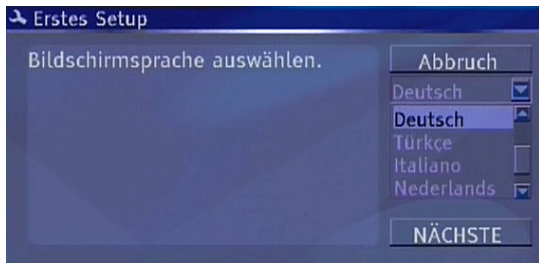 Erstes Setup
Bildschirmsprache auswählen.
Abbruch
Deutsch
Deutsch
Türkçe
Italiano
Nederlands
NÄCHSTE